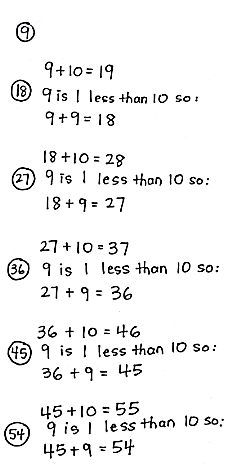 9
9+10=19
18 9 is 1 less than 10 so:
9+9=18
18+10=28
27 9 is 1 less than 10 so:
18+9=27
27+10=37
36 9 is 1 less than 10 so:
27+9=36
36+10=46
45 9 is 1 less than 10 so:
36+9=45
45+10=55
54 9 is 1 less than 10 so:
45+9=54